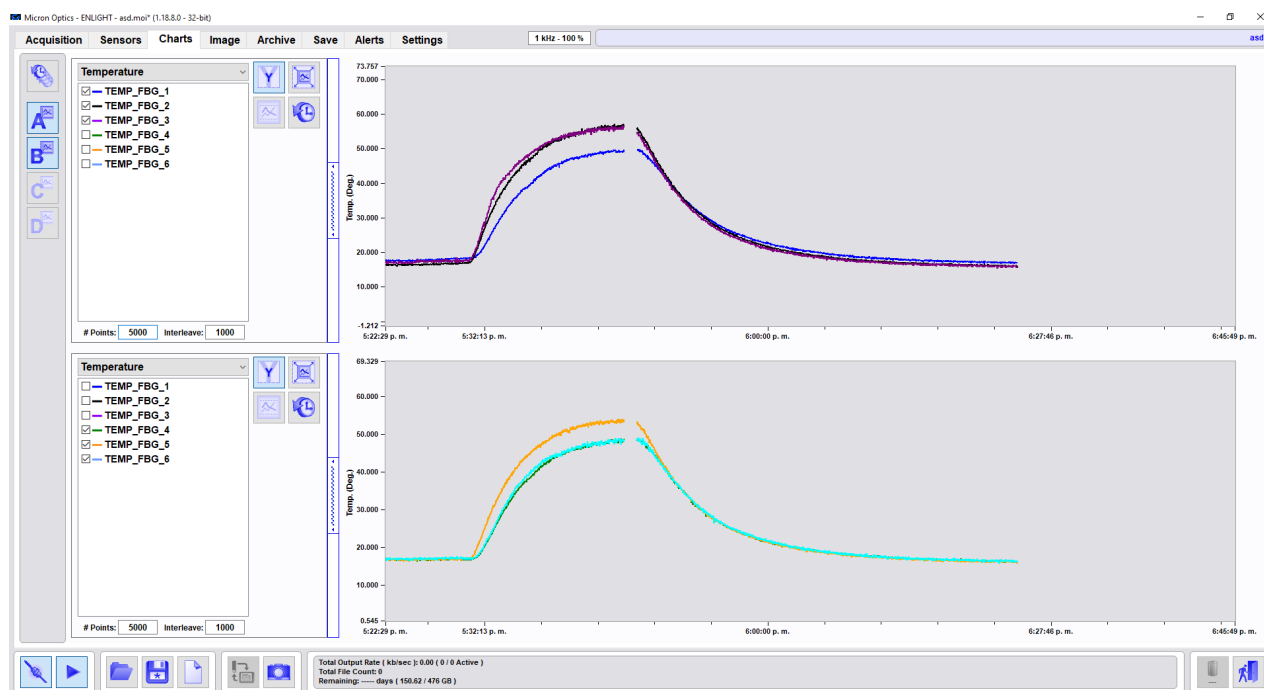 Micron Optics - ENLIGHT - asd.moi* (1.18.8.0 - 32-bit)
Acquisition Sensors Charts Image Archive Save Alerts Settings
1 kHz - 100 %
asd
A
B
C
D
Temperature
TEMP_FBG_1
TEMP_FBG_2
TEMP_FBG_3
TEMP_FBG_4
TEMP_FBG_5
TEMP_FBG_6
# Points: 5000 Interleave: 1000
Y
Temp. (Deg.)
73.757
70.000
60.000
50.000
40.000
30.000
20.000
10.000
-1.212
5:22:29 p. m. 5:32:13 p. m. 6:00:00 p. m. 6:27:46 p. m. 6:45:49 p. m.
Temperature
TEMP_FBG_1
TEMP_FBG_2
TEMP_FBG_3
TEMP_FBG_4
TEMP_FBG_5
TEMP_FBG_6
# Points: 5000 Interleave: 1000
Y
Temp. (Deg.)
69.329
60.000
50.000
40.000
30.000
20.000
10.000
0.545
5:22:29 p. m. 5:32:13 p. m. 6:00:00 p. m. 6:27:46 p. m. 6:45:49 p. m.
Total Output Rate ( kb/sec ): 0.00 ( 0 / 0 Active )
Total File Count: 0
Remaining: ----- days ( 150.62 / 476 GB )